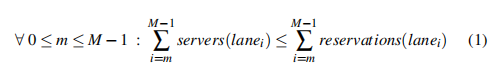 ∀ 0 ≤ m ≤ M − 1 : ∑_{i=m}^{M−1} servers(lane_i) ≤ ∑_{i=m}^{M−1} reservations(lane_i) (1)